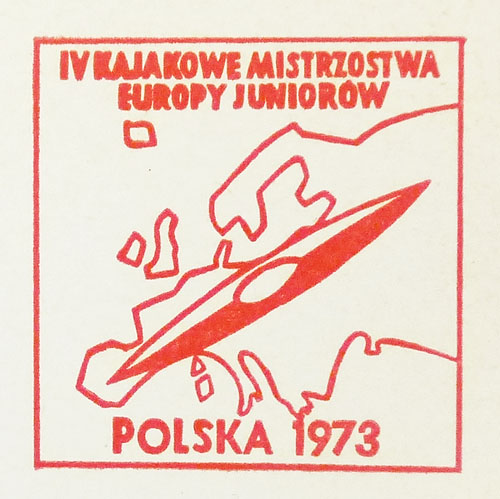 IV KAJAKOWE MISTRZOSTWA
EUROPY JUNIORÓW
POLSKA 1973